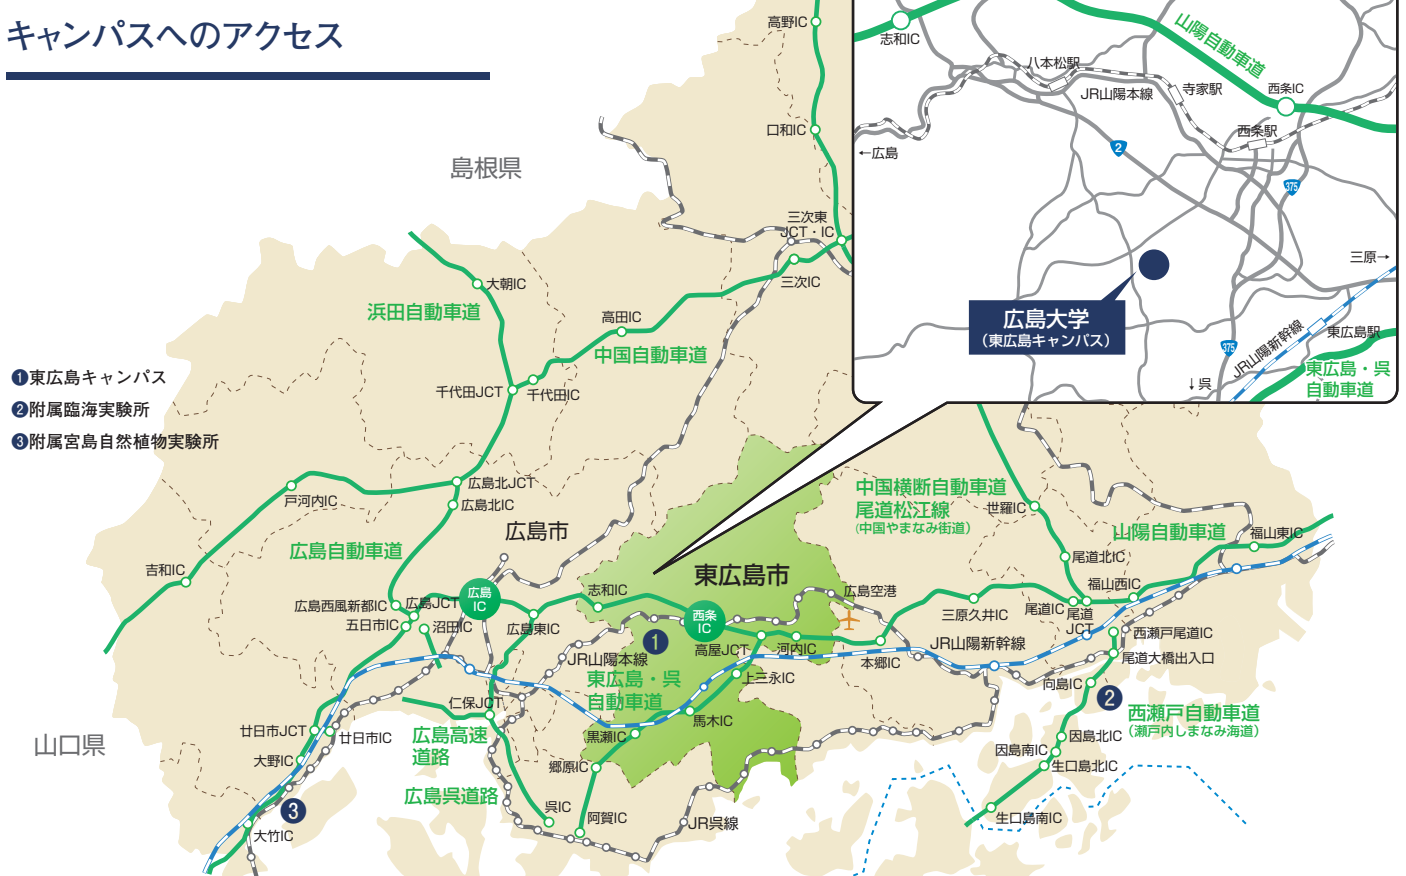 キャンパスへのアクセス
❶東広島キャンパス
❷附属臨海実験所
❸附属宮島自然植物実験所
島根県
山口県
高野IC
口和IC
三次東
JCT・IC
三次IC
大朝IC
浜田自動車道
高田IC
中国自動車道
千代田JCT
千代田IC
広島北JCT
広島北IC
戸河内IC
広島市
広島自動車道
吉和IC
広島西風新都IC
広島JCT
広島
IC
五日市IC
沼田IC
広島東IC
志和IC
東広島市
西条
IC
1
高屋JCT
河内IC
広島空港
本郷IC
三原久井IC
JR山陽新幹線
JR山陽本線
東広島・呉
自動車道
上三永IC
馬木IC
黒瀬IC
郷原IC
仁保JCT
広島高速
道路
広島呉道路
呉IC
阿賀IC
JR呉線
廿日市JCT
廿日市IC
大野IC
3
大竹IC
中国横断自動車道
尾道松江線
(中国やまなみ街道)
世羅IC
尾道北IC
山陽自動車道
福山東IC
福山西IC
尾道IC
尾道
JCT
西瀬戸尾道IC
尾道大橋出入口
向島IC
2
西瀬戸自動車道
(瀬戸内しまなみ海道)
因島北IC
因島南IC
生口島北IC
生口島南IC
志和IC
山陽自動車道
八本松駅
JR山陽本線
寺家駅
西条IC
西条駅
←広島
2
375
三原→
広島大学
(東広島キャンパス)
375
JR山陽新幹線
東広島駅
東広島・呉
自動車道
↓呉